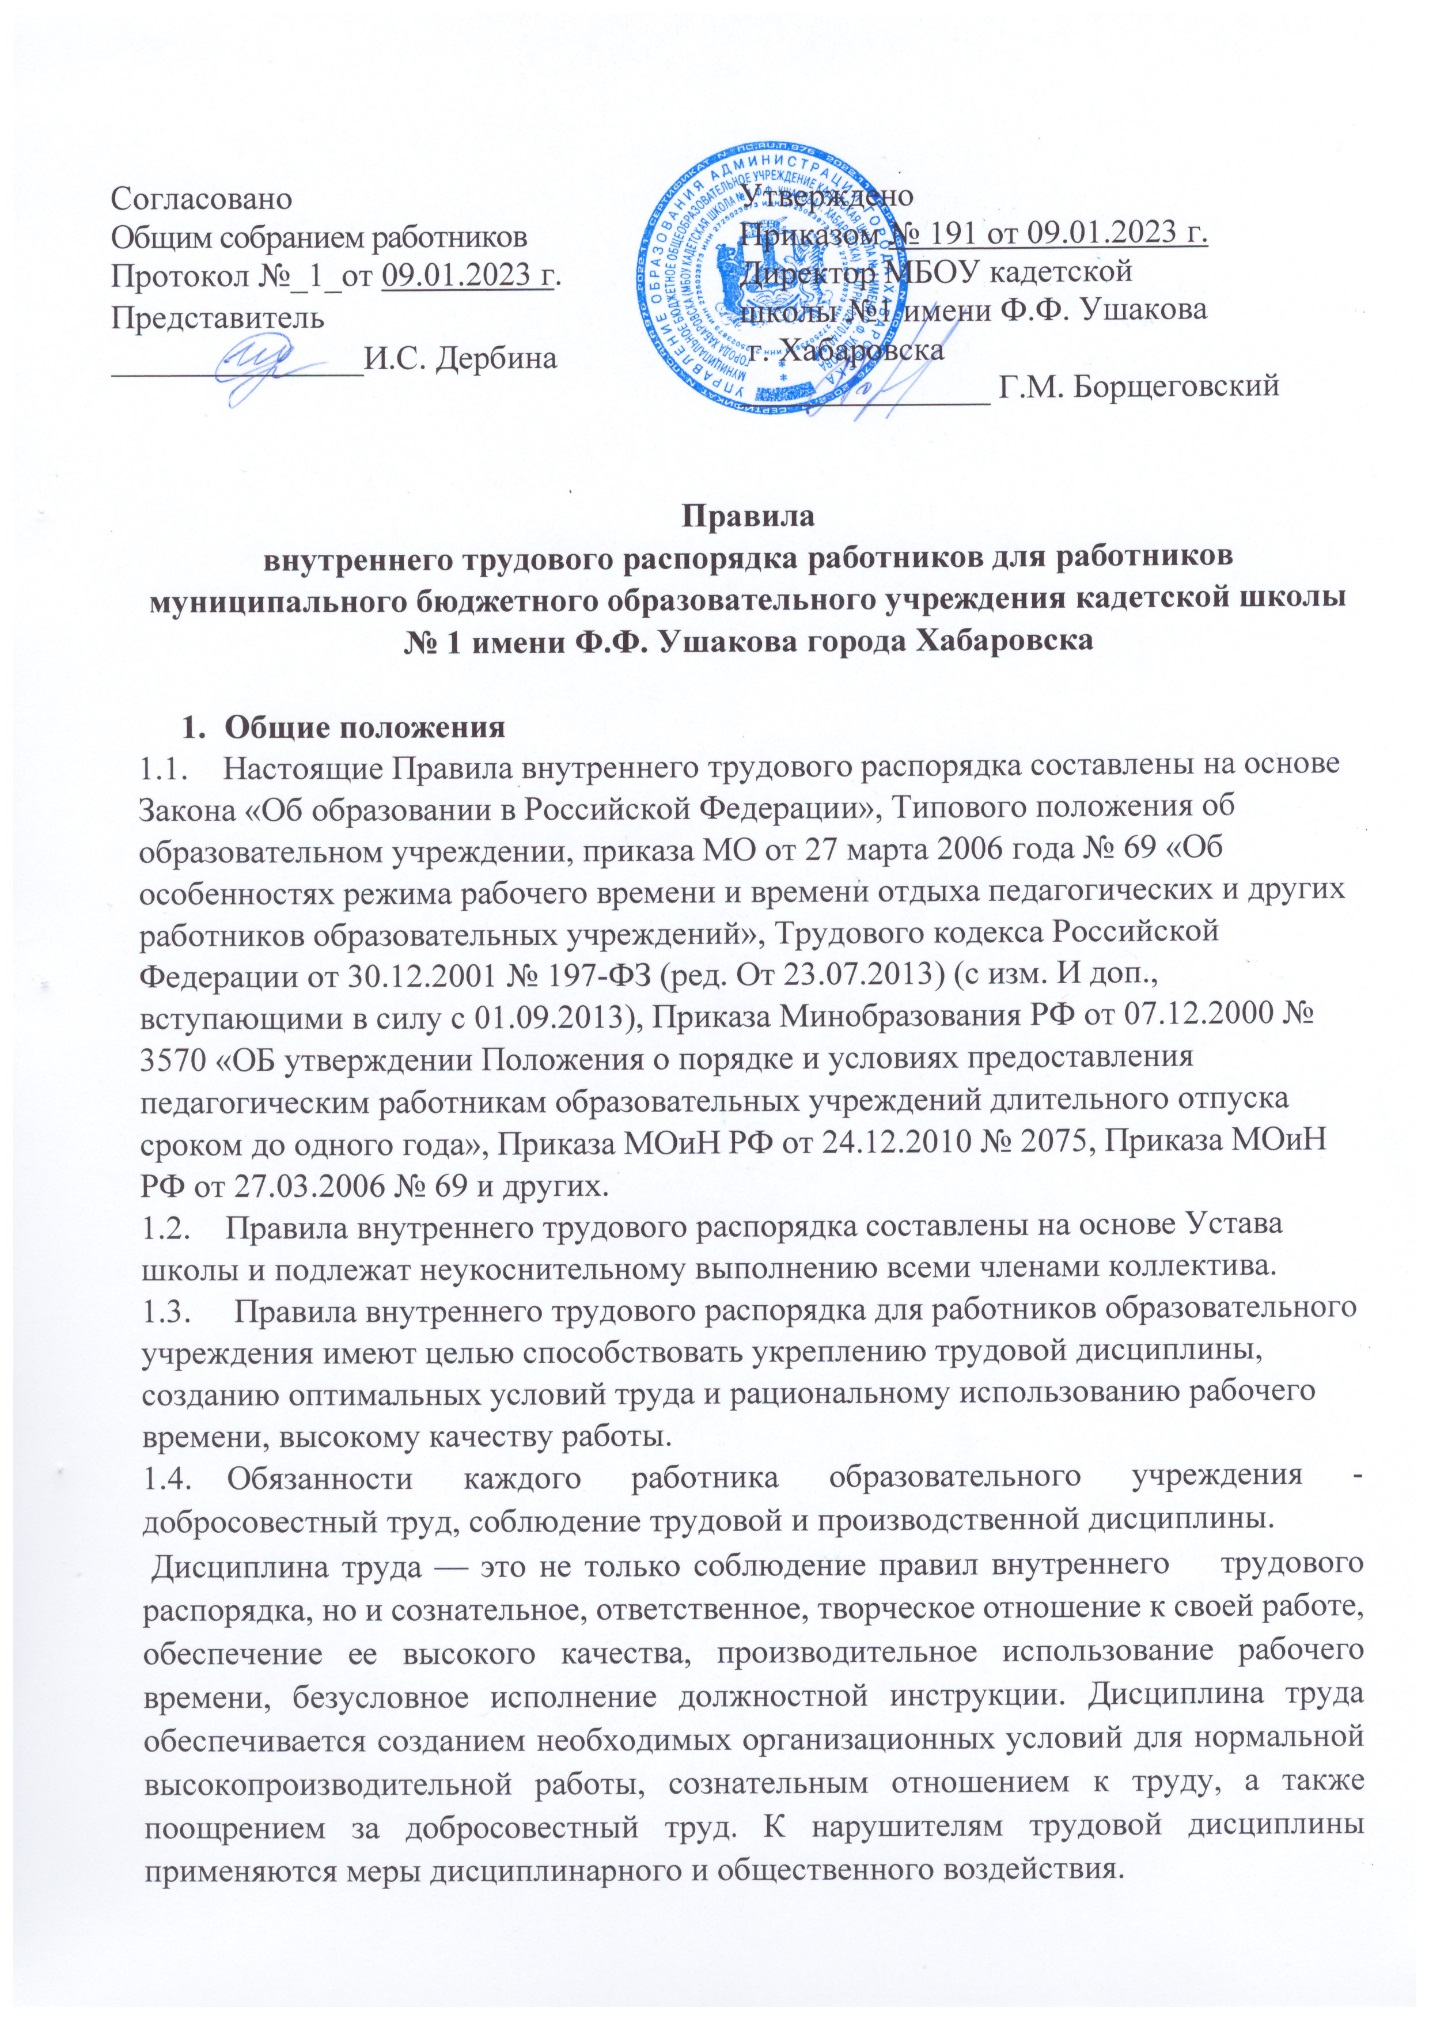 Согласовано
Общим собранием работников
Протокол №_1_от 09.01.2023 г.
Представитель
_______________И.С. Дербина
Утверждено
Приказом № 191 от 09.01.2023 г.
Директор МБОУ кадетской
школы №1 имени Ф.Ф. Ушакова
г. Хабаровска
_______________ Г.М. Борщеговский
Правила
внутреннего трудового распорядка работников для работников
муниципального бюджетного образовательного учреждения кадетской школы
№ 1 имени Ф.Ф. Ушакова города Хабаровска
1. Общие положения
1.1. Настоящие Правила внутреннего трудового распорядка составлены на основе
Закона «Об образовании в Российской Федерации», Типового положения об
образовательном учреждении, приказа МО от 27 марта 2006 года № 69 «Об
особенностях режима рабочего времени и времени отдыха педагогических и других
работников образовательных учреждений», Трудового кодекса Российской
Федерации от 30.12.2001 № 197-ФЗ (ред. От 23.07.2013) (с изм. И доп.,
вступающими в силу с 01.09.2013), Приказа Минобразования РФ от 07.12.2000 №
3570 «ОБ утверждении Положения о порядке и условиях предоставления
педагогическим работникам образовательных учреждений длительного отпуска
сроком до одного года», Приказа МОиН РФ от 24.12.2010 № 2075, Приказа МОиН
РФ от 27.03.2006 № 69 и других.
1.2. Правила внутреннего трудового распорядка составлены на основе Устава
школы и подлежат неукоснительному выполнению всеми членами коллектива.
1.3. Правила внутреннего трудового распорядка для работников образовательного
учреждения имеют целью способствовать укреплению трудовой дисциплины,
созданию оптимальных условий труда и рациональному использованию рабочего
времени, высокому качеству работы.
1.4. Обязанности каждого работника образовательного учреждения -
добросовестный труд, соблюдение трудовой и производственной дисциплины.
Дисциплина труда — это не только соблюдение правил внутреннего трудового
распорядка, но и сознательное, ответственное, творческое отношение к своей работе,
обеспечение ее высокого качества, производительное использование рабочего
времени, безусловное исполнение должностной инструкции. Дисциплина труда
обеспечивается созданием необходимых организационных условий для нормальной
высокопроизводительной работы, сознательным отношением к труду, а также
поощрением за добросовестный труд. К нарушителям трудовой дисциплины
применяются меры дисциплинарного и общественного воздействия.